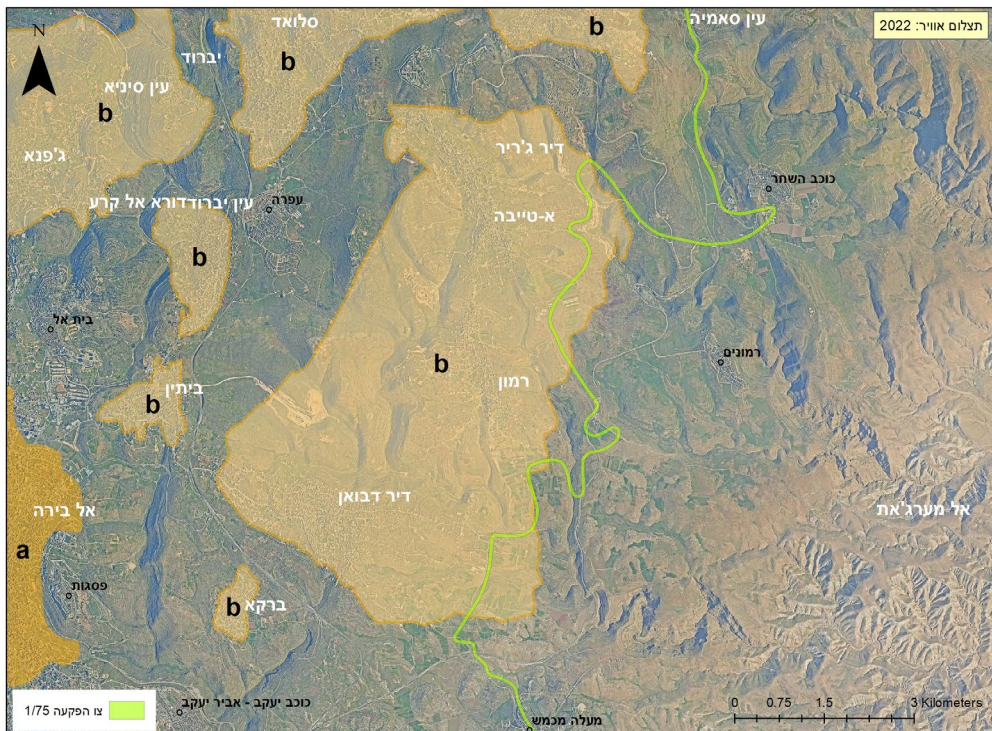 תצלום אוויר: 2022
N
סלואד
עין סאמיה
b
b
יברוד
עין סיניא
b
ג'פנא
דיר ג'ריר
כוכב השחר
עין יברוד
דורא אל קרע
עפרה
א-טייבה
b
בית אל
רמונים
b
רמון
ביתין
b
דיר דבואן
אל בירה
אל מערג'את
a
פסגות
b
ברקא
צו הפקעה 1/75
כוכב יעקב - אביר יעקב
מעלה מכמש
0 0.75 1.5 3 Kilometers